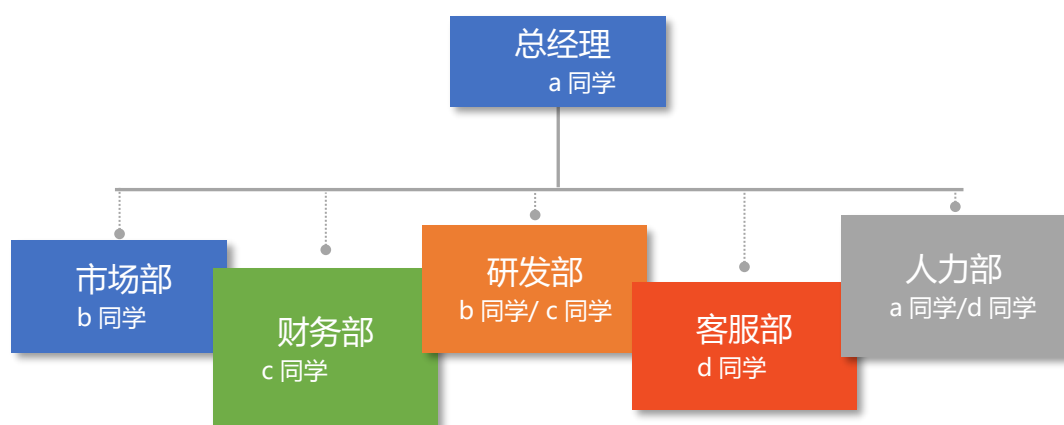 总经理
a 同学
市场部
b 同学
财务部
c 同学
研发部
b 同学/ c 同学
客服部
d 同学
人力部
a 同学/d 同学